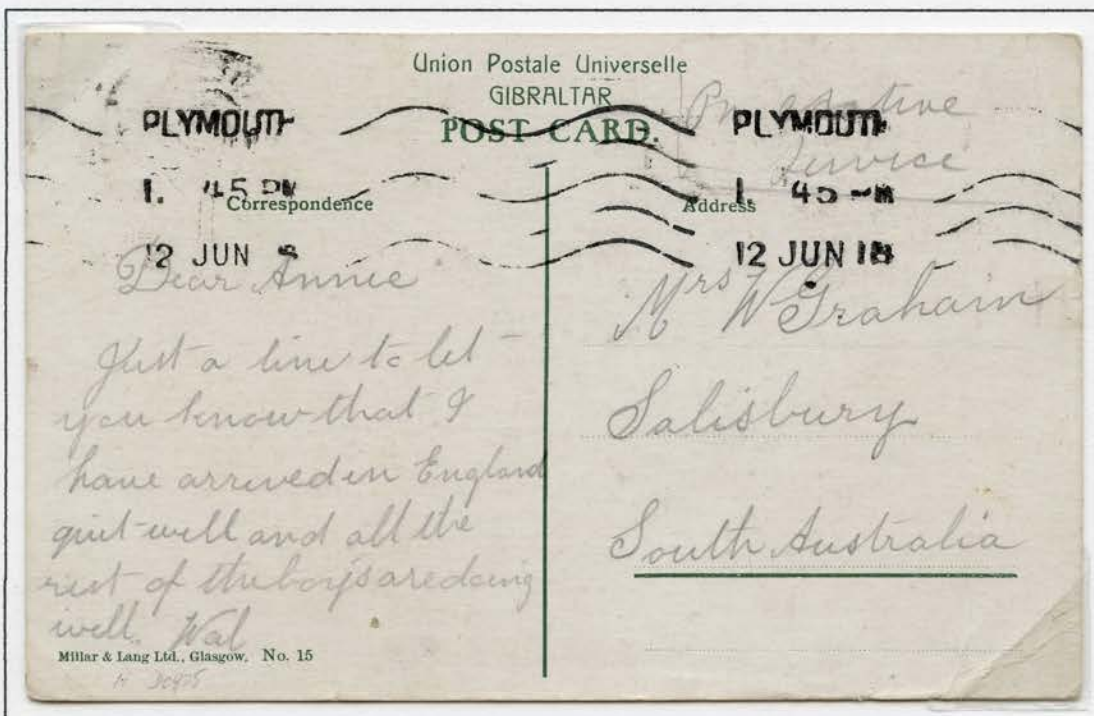 Union Postale Universelle
GIBRALTAR
POST CARD.
PLYMOUTH
1. 45 PM
12 JUN
PLYMOUTH
1. 45 PM
12 JUN 18
Correspondence
Address
On active
Service
Dear Annie
Just a line to let
you know that I
have arrived in England
quit well and all the
rest of the boys are doing
well. Wal
Mrs W Graham
Salisbury
South Australia
Millar & Lang Ltd., Glasgow. No. 15